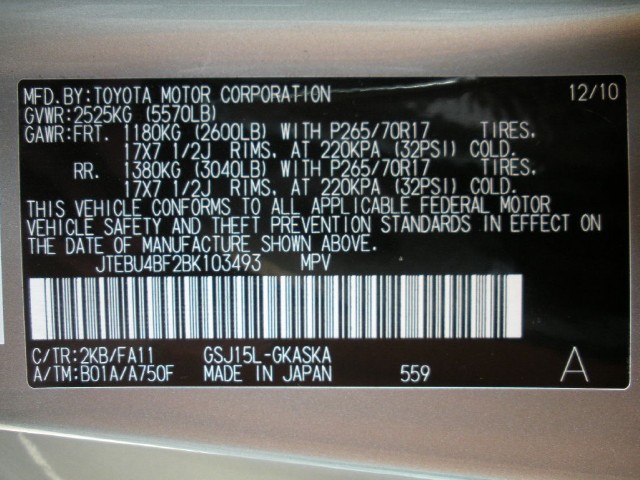 MFD.BY:TOYOTA MOTOR CORPORATION 12/10
GVWR:2525KG (5570LB)
GAWR:FRT. 1180KG (2600LB) WITH P265/70R17 TIRES,
17X7 1/2J RIMS, AT 220KPA (32PSI) COLD.
RR. 1380KG (3040LB) WITH P265/70R17 TIRES,
17X7 1/2J RIMS, AT 220KPA (32PSI) COLD.
THIS VEHICLE CONFORMS TO ALL APPLICABLE FEDERAL MOTOR
VEHICLE SAFETY AND THEFT PREVENTION STANDARDS IN EFFECT ON
THE DATE OF MANUFACTURE SHOWN ABOVE.
JTEBU4BF2BK103493 MPV
C/TR:2KB/FA11 GSJ15L-GKASKA
A/TM:B01A/A750F MADE IN JAPAN 559 A